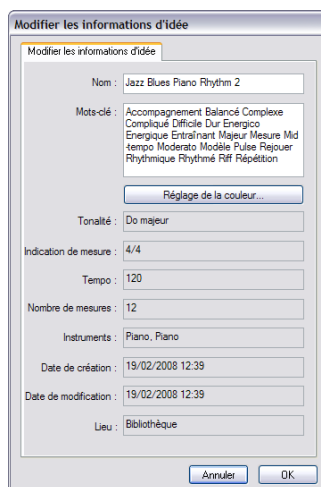 Modifier les informations d'idée
Modifier les informations d'idée
Nom : Jazz Blues Piano Rhythm 2
Mots-clé : Accompagnement Balancé Complexe
Compliqué Difficile Dur Energico
Energique Entraînant Majeur Mesure Mid
-tempo Moderato Modèle Pulse Rejouer
Rhythmique Rhythmé Riff Répétition
Réglage de la couleur...
Tonalité : Do majeur
Indication de mesure : 4/4
Tempo : 120
Nombre de mesures : 12
Instruments : Piano, Piano
Date de création : 19/02/2008 12:39
Date de modification : 19/02/2008 12:39
Lieu : Bibliothèque
Annuler OK